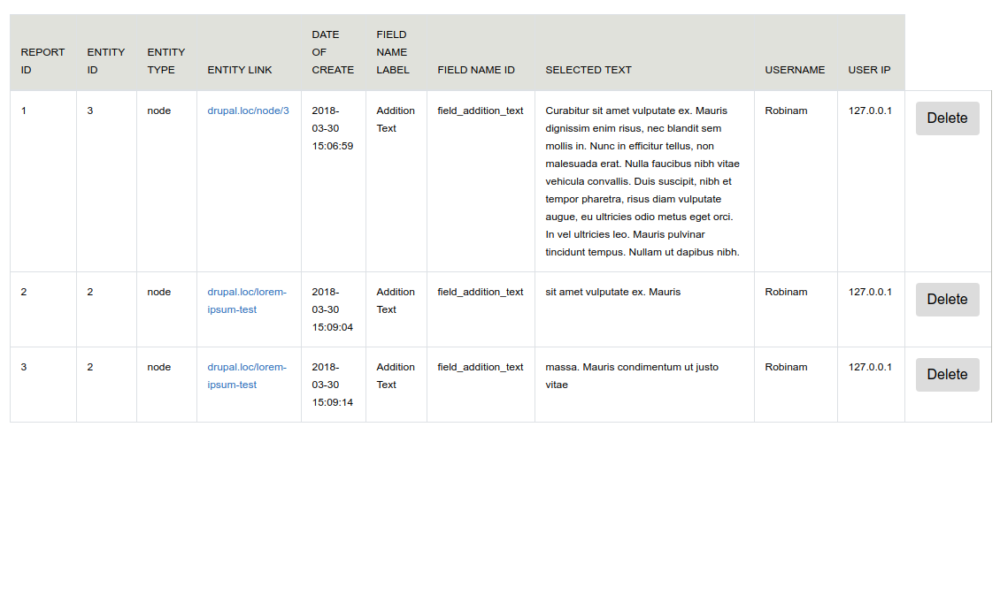 REPORT ID
ENTITY ID
ENTITY TYPE
ENTITY LINK
DATE OF CREATE
FIELD NAME LABEL
FIELD NAME ID
SELECTED TEXT
USERNAME
USER IP
1
3
node
drupal.loc/node/3
2018-
03-30
15:06:59
Addition
Text
field_addition_text
Curabitur sit amet vulputate ex. Mauris
dignissim enim risus, nec blandit sem
mollis in. Nunc in efficitur tellus, non
malesuada erat. Nulla faucibus nibh vitae
vehicula convallis. Duis suscipit, nibh et
tempor pharetra, risus diam vulputate
augue, eu ultricies odio metus eget orci.
In vel ultricies leo. Mauris pulvinar
tincidunt tempus. Nullam ut dapibus nibh.
Robinam
127.0.0.1
Delete
2
2
node
drupal.loc/lorem-
ipsum-test
2018-
03-30
15:09:04
Addition
Text
field_addition_text
sit amet vulputate ex. Mauris
Robinam
127.0.0.1
Delete
3
2
node
drupal.loc/lorem-
ipsum-test
2018-
03-30
15:09:14
Addition
Text
field_addition_text
massa. Mauris condimentum ut justo
vitae
Robinam
127.0.0.1
Delete